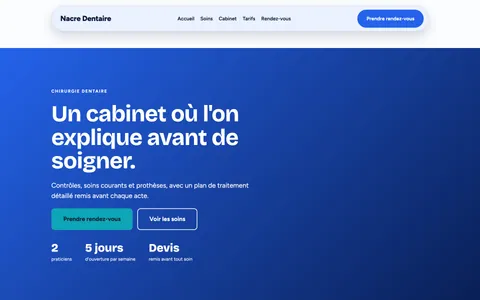 Nacre Dentaire
Accueil Soins Cabinet Tarifs Rendez-vous
Prendre rendez-vous
CHIRURGIE DENTAIRE
Un cabinet où l'on
explique avant de
soigner.
Contrôles, soins courants et prothèses, avec un plan de traitement
détaillé remis avant chaque acte.
Prendre rendez-vous
Voir les soins
2
praticiens
5 jours
d'ouverture par semaine
Devis
remis avant tout soin